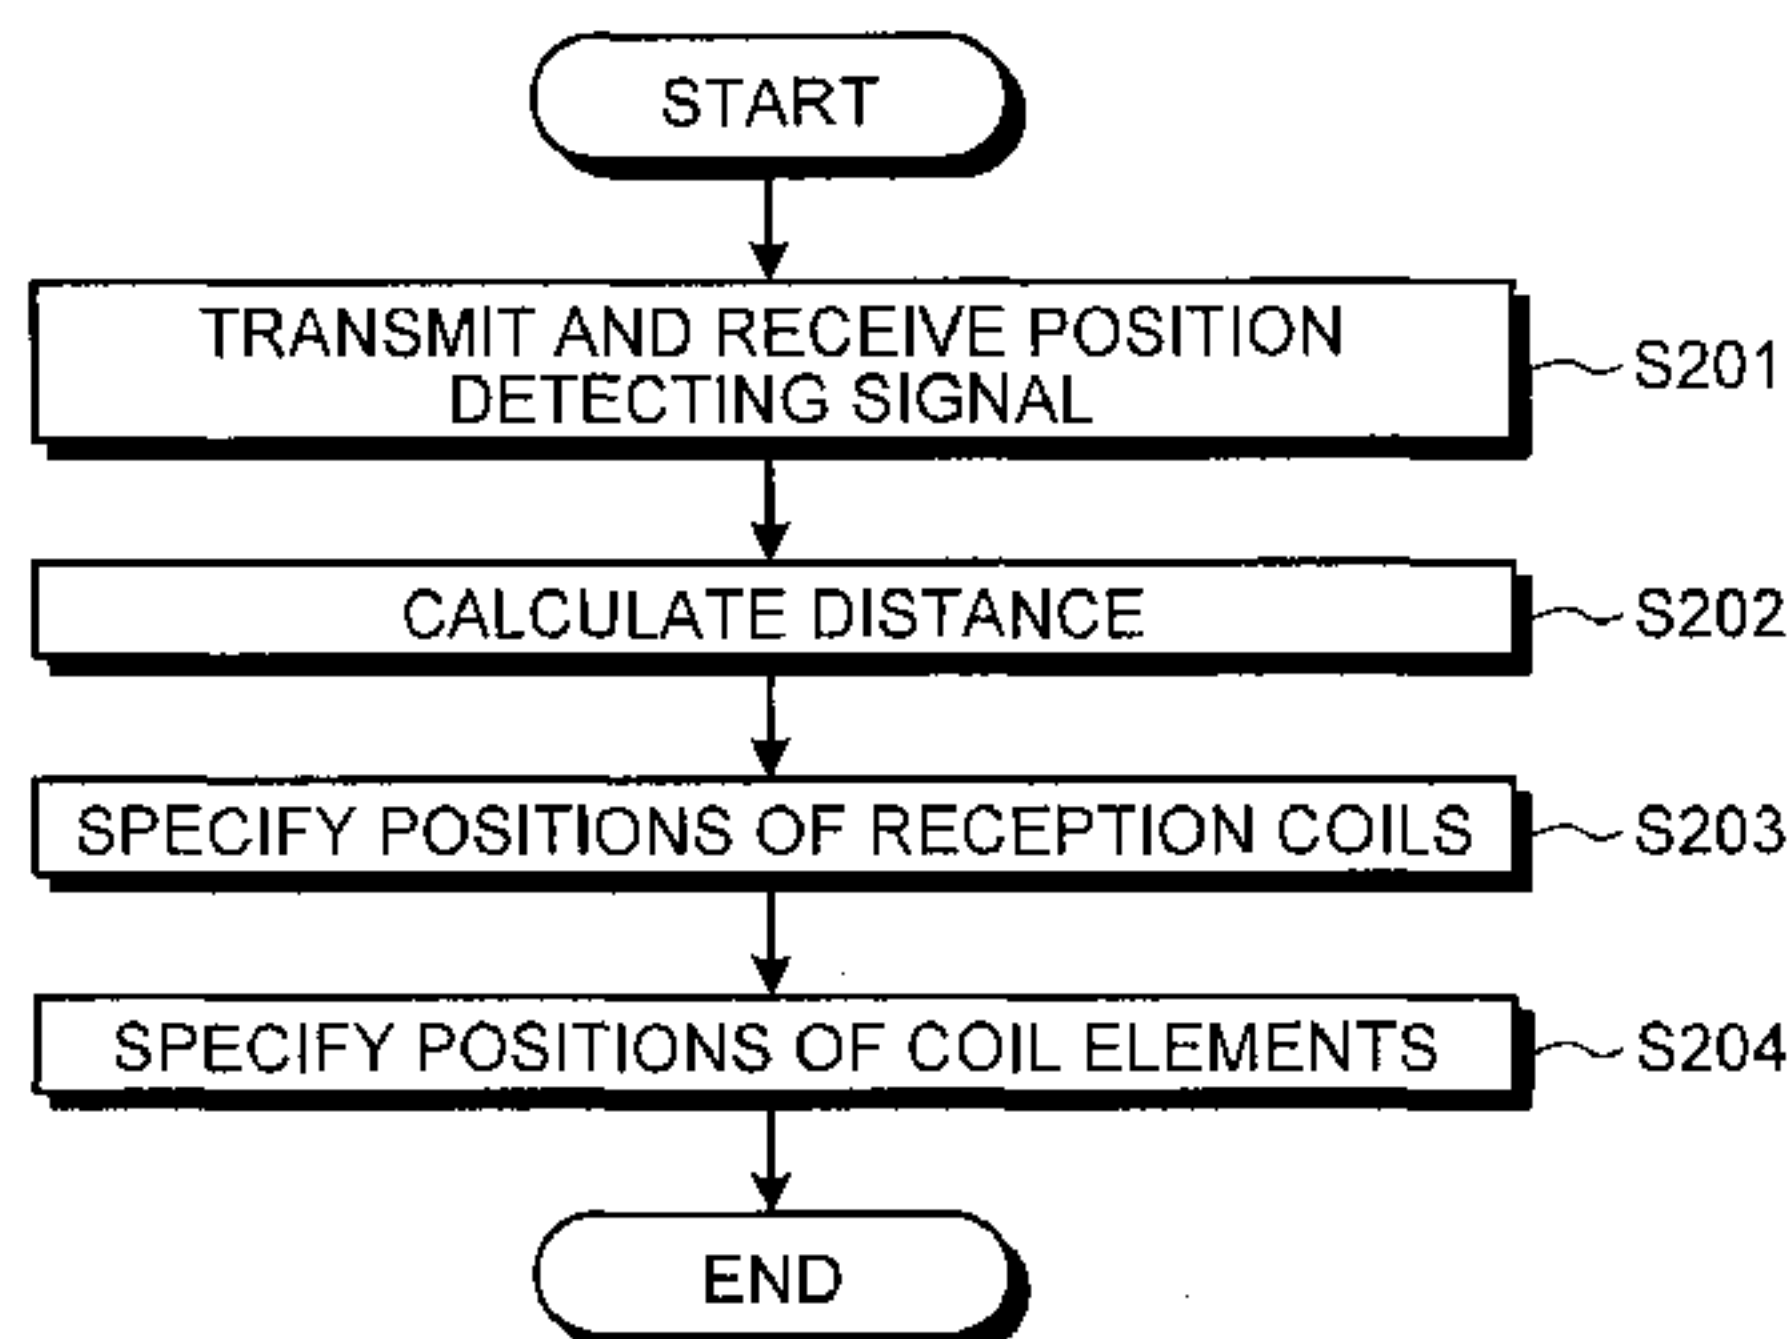 START
TRANSMIT AND RECEIVE POSITION
DETECTING SIGNAL
S201
CALCULATE DISTANCE
S202
SPECIFY POSITIONS OF RECEPTION COILS
S203
SPECIFY POSITIONS OF COIL ELEMENTS
S204
END